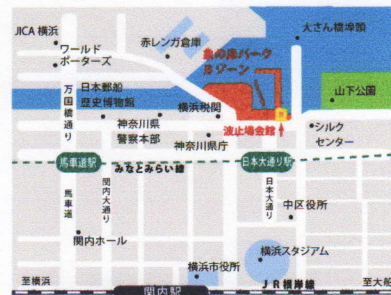 JICA 横浜
ワールド
ポーターズ
赤レンガ倉庫
象の鼻パーク
Bゾーン
大さん橋埠頭
山下公園
万国橋通り
日本郵船
歴史博物館
横浜税関
神奈川県
警察本部
神奈川県庁
波止場会館
シルク
センター
馬車道駅
みなとみらい線
日本大通り駅
馬車道
関内大通り
日本大通り
中区役所
関内ホール
横浜スタジアム
横浜市役所
至横浜
関内駅
JR根岸線